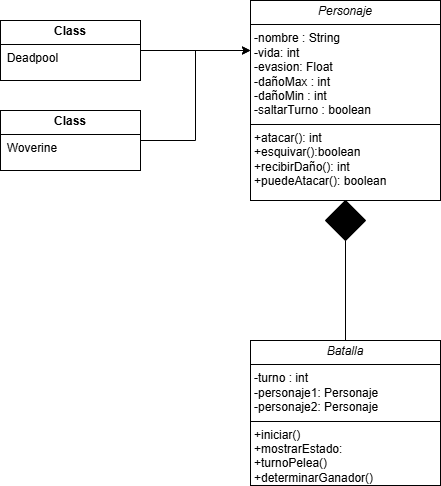 Class
Deadpool
Class
Woverine
Personaje
-nombre : String
-vida: int
-evasion: Float
-dañoMax : int
-dañoMin : int
-saltarTurno : boolean
+atacar(): int
+esquivar():boolean
+recibirDaño(): int
+puedeAtacar(): boolean
Batalla
-turno : int
-personaje1: Personaje
-personaje2: Personaje
+iniciar()
+mostrarEstado:
+turnoPelea()
+determinarGanador()